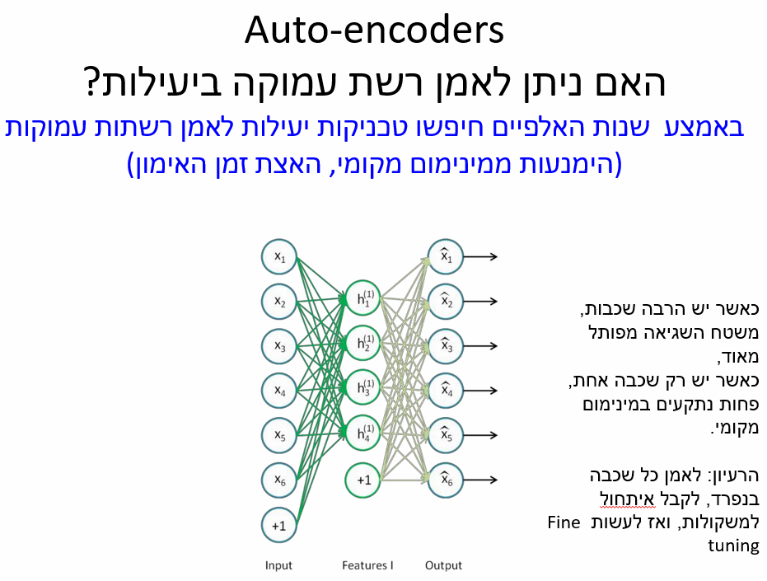 Auto-encoders
האם ניתן לאמן רשת עמוקה ביעילות?
באמצע שנות האלפיים חיפשו טכניקות יעילות לאמן רשתות עמוקות
(הימנעות ממינימום מקומי, האצת זמן האימון)
כאשר יש הרבה שכבות,
משטח השגיאה מפותל
מאוד,
כאשר יש רק שכבה אחת,
פחות נתקעים במינימום
מקומי.
הרעיון: לאמן כל שכבה
בנפרד, לקבל איתחול
למשקולות, ואז לעשות Fine
tuning
x₁
x₂
x₃
x₄
x₅
x₆
+1
Input
h₁⁽¹⁾
h₂⁽¹⁾
h₃⁽¹⁾
h₄⁽¹⁾
+1
Features I
x̂₁
x̂₂
x̂₃
x̂₄
x̂₅
x̂₆
Output